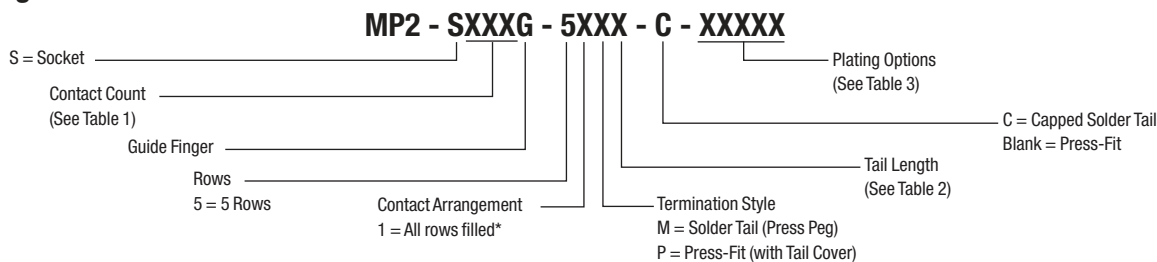 MP2 - SXXXG - 5XXX - C - XXXXX
S = Socket
Plating Options
(See Table 3)
Contact Count
(See Table 1)
C = Capped Solder Tail
Blank = Press-Fit
Guide Finger
Tail Length
(See Table 2)
Rows
5 = 5 Rows
Contact Arrangement
1 = All rows filled*
Termination Style
M = Solder Tail (Press Peg)
P = Press-Fit (with Tail Cover)